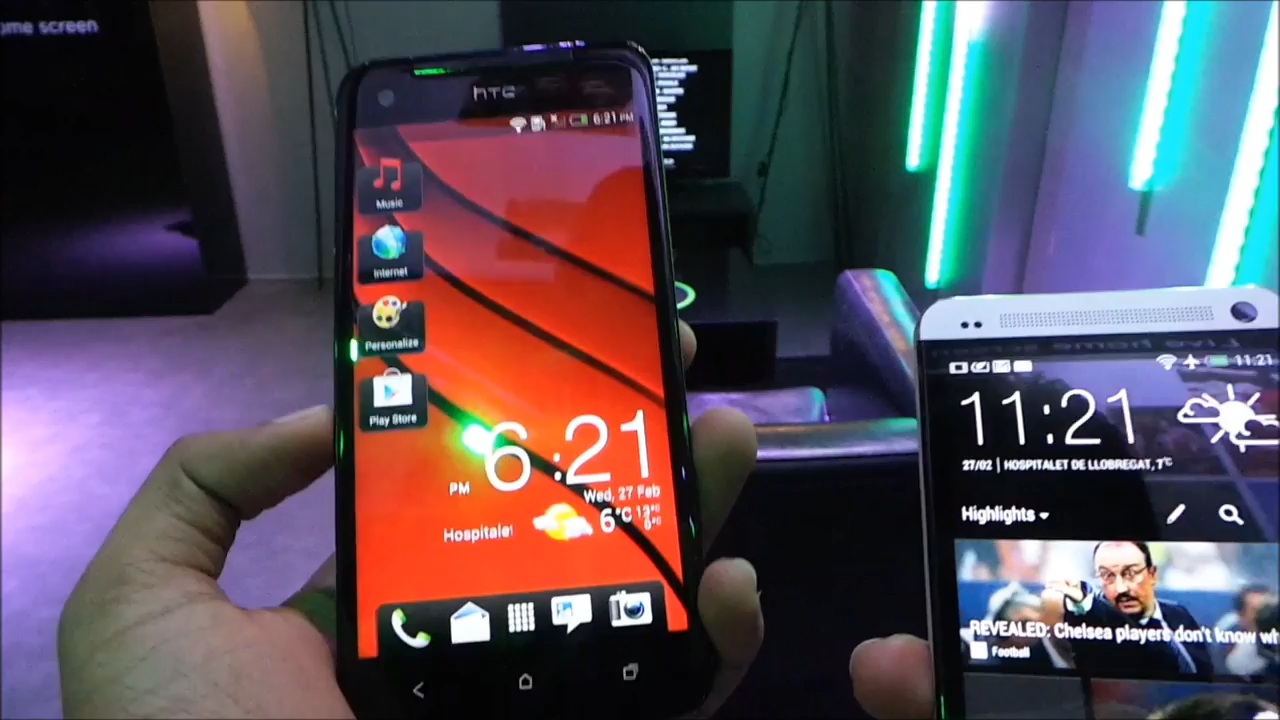 ome screen
hTC
6:21 PM
Music
Internet
Personalize
Play Store
6:21
PM
Wed, 27 Feb
Hospitalet
6°C
11:21
11:21
27/02 | HOSPITALET DE LLOBREGAT, 7°C
Highlights
REVEALED: Chelsea players don't know wh
Football